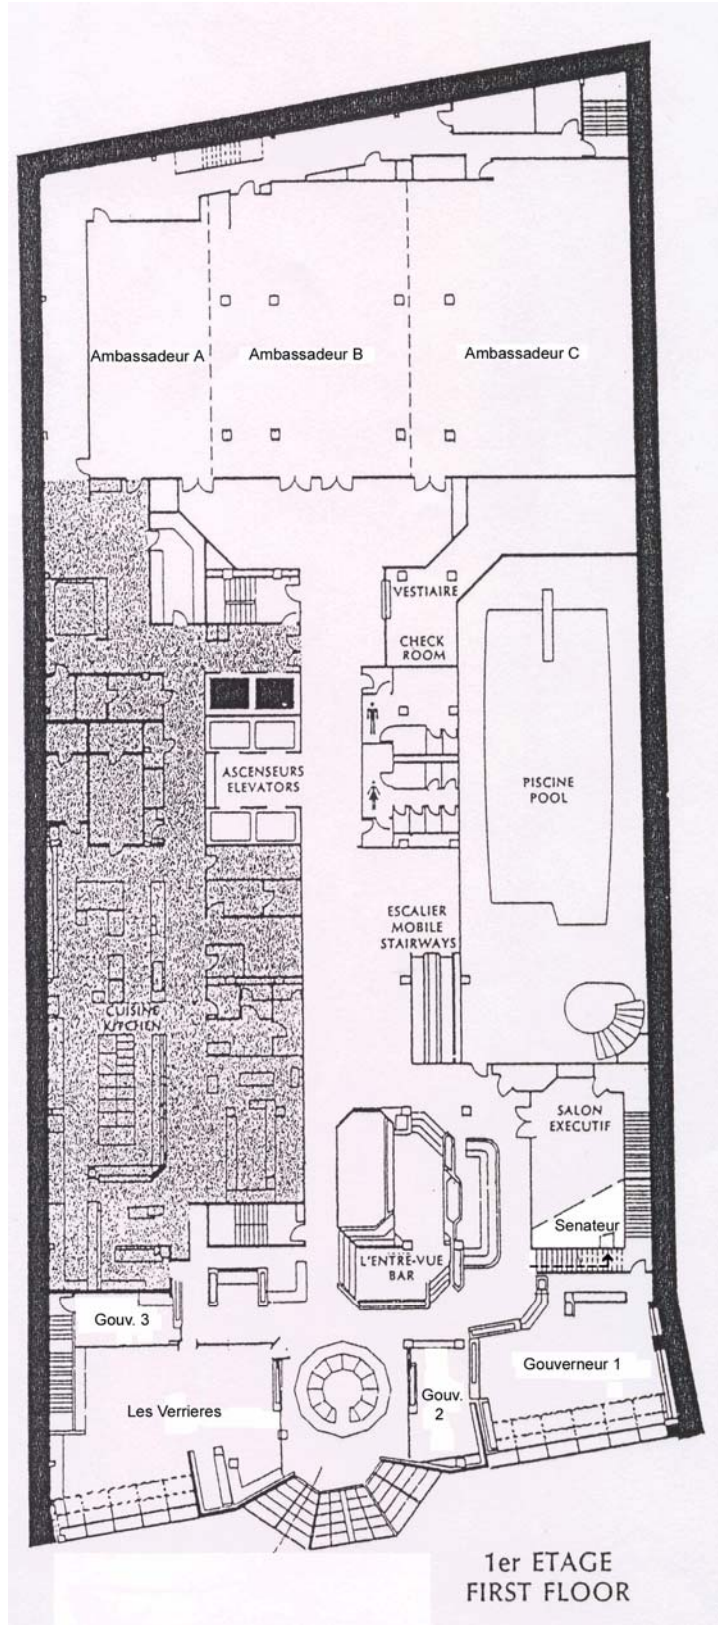 Ambassadeur A
Ambassadeur B
Ambassadeur C
VESTIAIRE
CHECK
ROOM
ASCENSEURS
ELEVATORS
PISCINE
POOL
ESCALIER
MOBILE
STAIRWAYS
CUISINE
KITCHEN
SALON
EXECUTIF
Senateur
L'ENTRE-VUE
BAR
Gouv. 3
Gouverneur 1
Gouv.
2
Les Verrieres
1er ETAGE
FIRST FLOOR